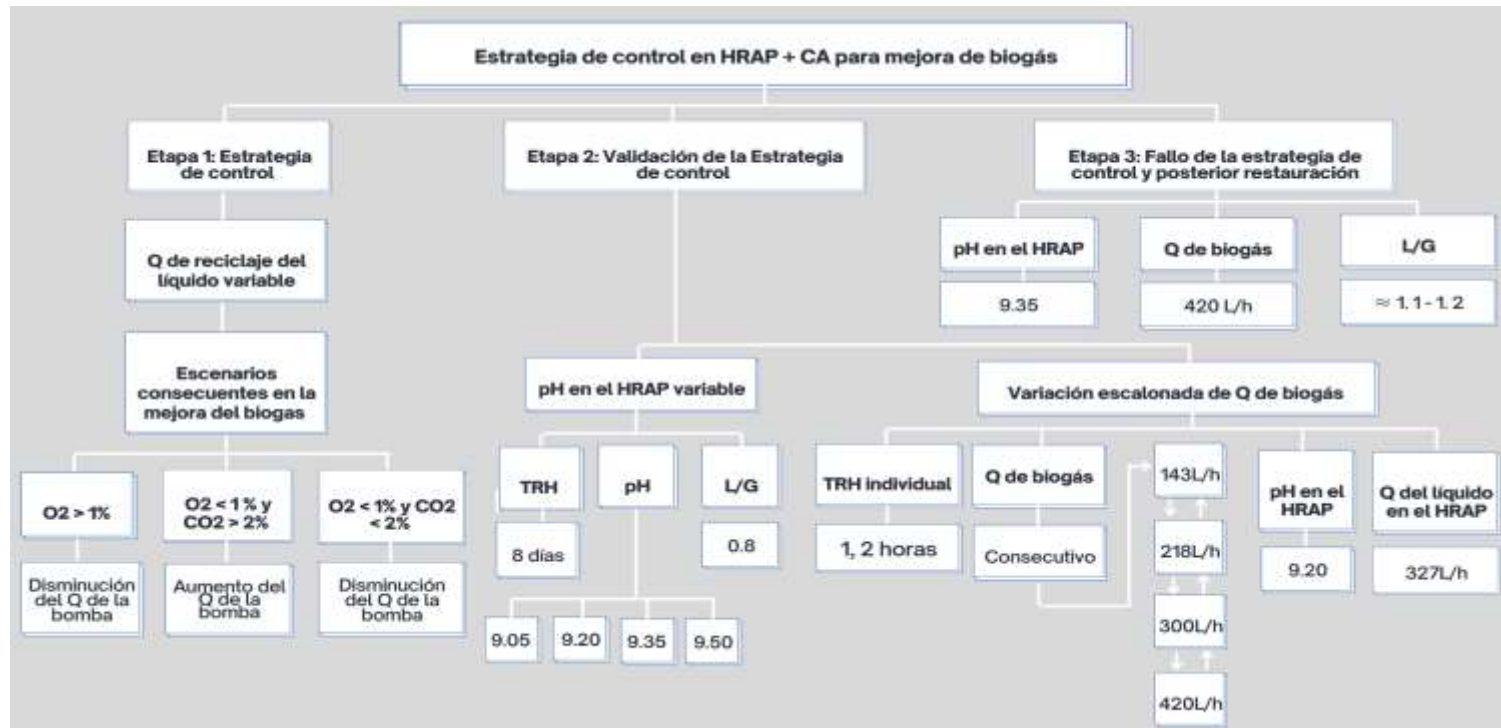 Estrategia de control en HRAP + CA para mejora de biogás
Etapa 1: Estrategia
de control
Etapa 2: Validación de la Estrategia
de control
Etapa 3: Fallo de la estrategia de
control y posterior restauración
Q de reciclaje del
líquido variable
pH en el HRAP
Q de biogás
L/G
9.35
420 L/h
≈ 1.1 - 1. 2
Escenarios
consecuentes en la
mejora del biogas
pH en el HRAP variable
Variación escalonada de Q de biogás
O2 > 1%
O2 < 1 % y
CO2 > 2%
O2 < 1% y CO2
< 2%
Disminución
del Q de la
bomba
Aumento del
Q de la
bomba
Disminución
del Q de la
bomba
TRH
pH
L/G
8 días
0.8
9.05
9.20
9.35
9.50
TRH individual
Q de biogás
1, 2 horas
Consecutivo
143L/h
218L/h
300L/h
420L/h
pH en el
HRAP
Q del líquido
en el HRAP
9.20
327L/h